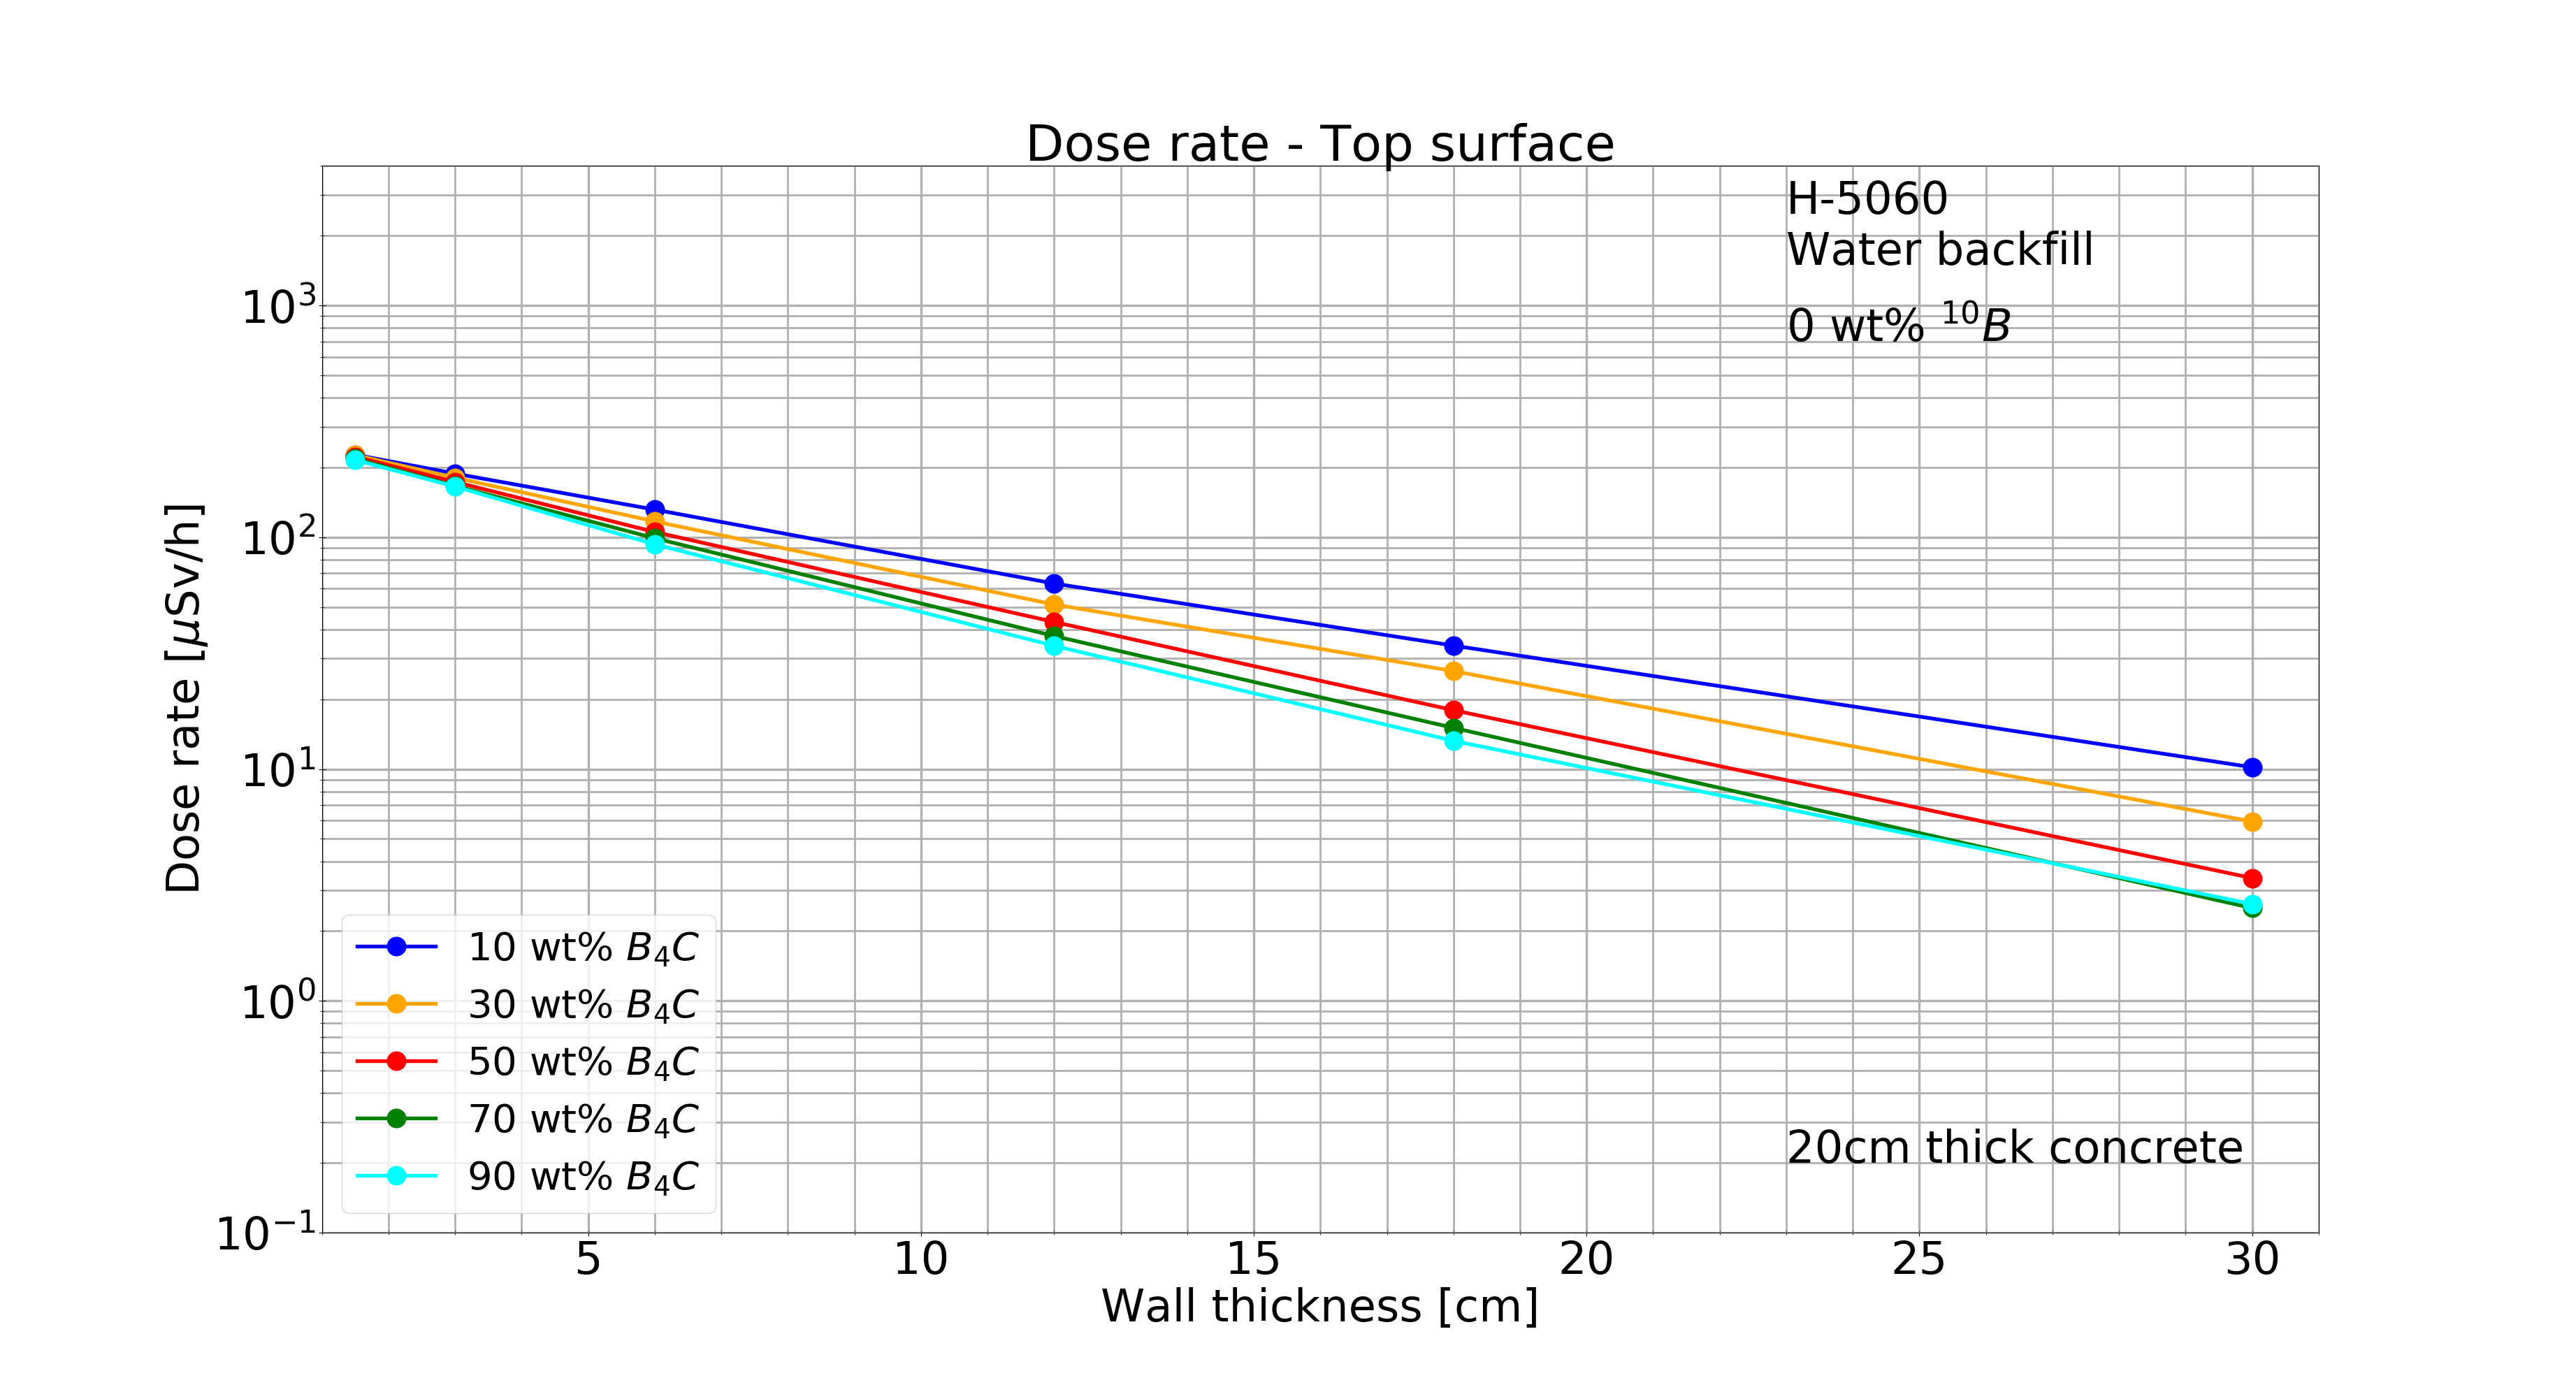 Dose rate - Top surface
H-5060
Water backfill
0 wt% ¹⁰B
10³
10²
10¹
10⁰
10⁻¹
Dose rate [μSv/h]
10 wt% B₄C
30 wt% B₄C
50 wt% B₄C
70 wt% B₄C
90 wt% B₄C
20cm thick concrete
5 10 15 20 25 30
Wall thickness [cm]